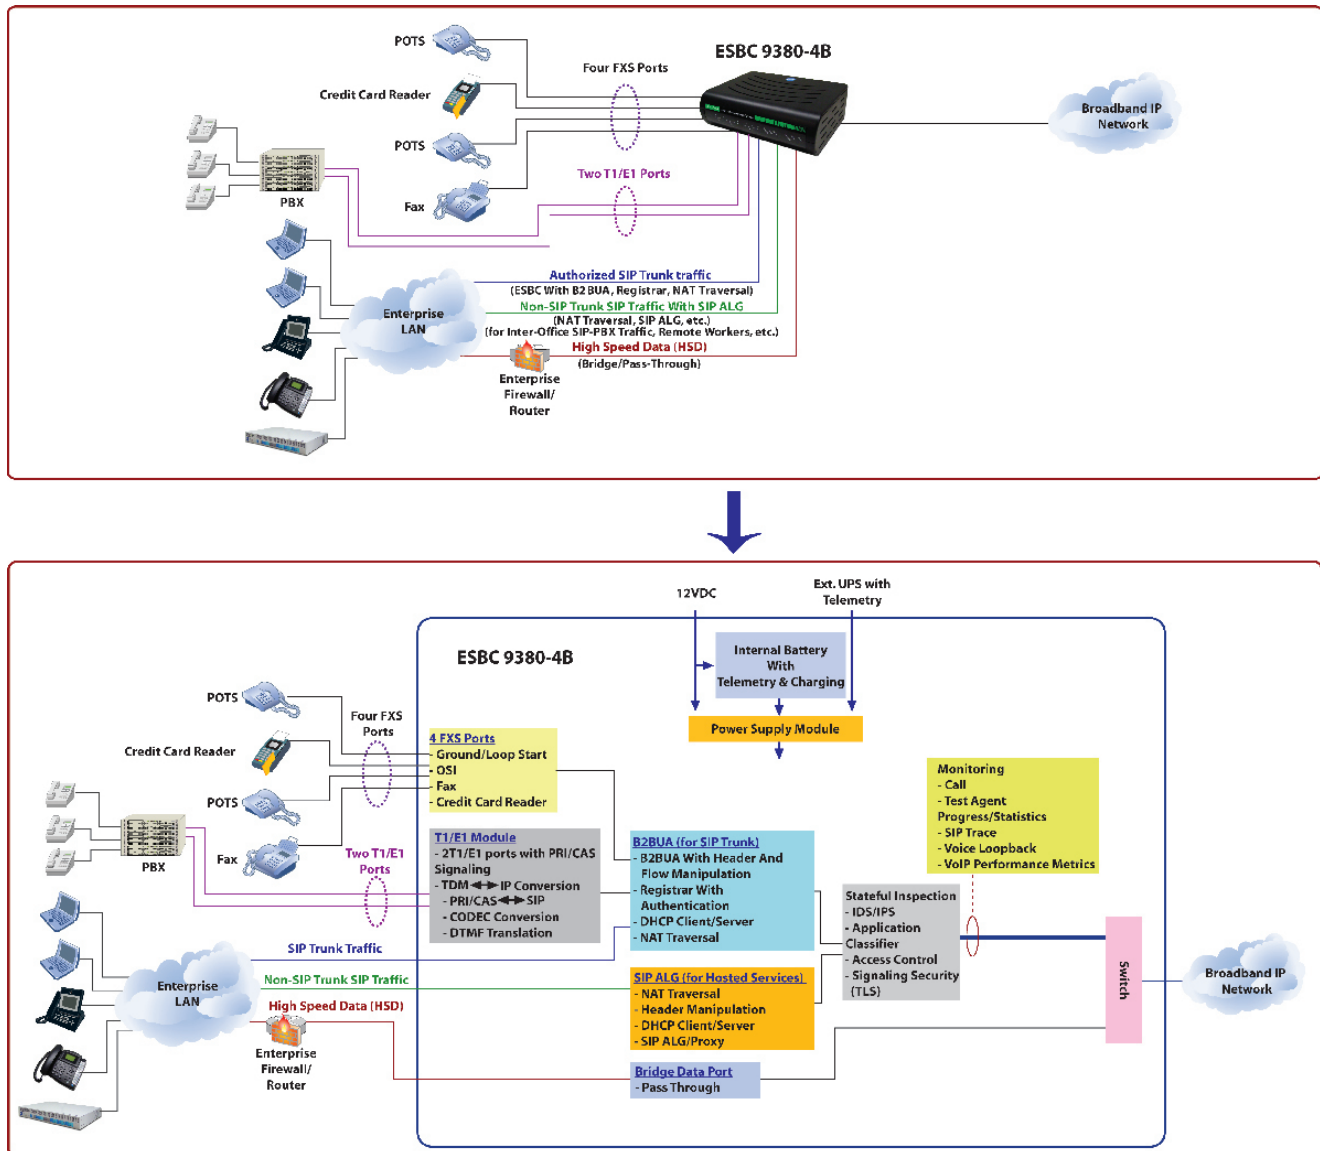 POTS
ESBC 9380-4B
Four FXS Ports
Credit Card Reader
Broadband IP
Network
POTS
Two T1/E1 Ports
PBX
Fax
Authorized SIP Trunk traffic
(ESBC With B2BUA, Registrar, NAT Traversal)
Non-SIP Trunk SIP Traffic With SIP ALG
Enterprise
LAN
(NAT Traversal, SIP ALG, etc.)
(for Inter-Office SIP-PBX Traffic, Remote Workers, etc.)
High Speed Data (HSD)
(Bridge/Pass-Through)
Enterprise
Firewall/
Router
12VDC
Ext. UPS with
Telemetry
ESBC 9380-4B
Internal Battery
With
Telemetry & Charging
Power Supply Module
POTS
Four FXS
Ports
Credit Card Reader
POTS
Fax
PBX
Two T1/E1
Ports
4 FXS Ports
- Ground/Loop Start
- OSI
- Fax
- Credit Card Reader
T1/E1 Module
- 2T1/E1 ports with PRI/CAS
Signaling
- TDM IP Conversion
- PRI/CAS SIP
- CODEC Conversion
- DTMF Translation
B2BUA (for SIP Trunk)
- B2BUA With Header And
Flow Manipulation
- Registrar With
Authentication
- DHCP Client/Server
- NAT Traversal
Monitoring
- Call
- Test Agent
Progress/Statistics
- SIP Trace
- Voice Loopback
- VoIP Performance Metrics
Stateful Inspection
- IDS/IPS
- Application
Classifier
- Access Control
- Signaling Security
(TLS)
Switch
Broadband IP
Network
SIP Trunk Traffic
Non-SIP Trunk SIP Traffic
Enterprise
LAN
High Speed Data (HSD)
Enterprise
Firewall/
Router
SIP ALG (for Hosted Services)
- NAT Traversal
- Header Manipulation
- DHCP Client/Server
- SIP ALG/Proxy
Bridge Data Port
- Pass Through